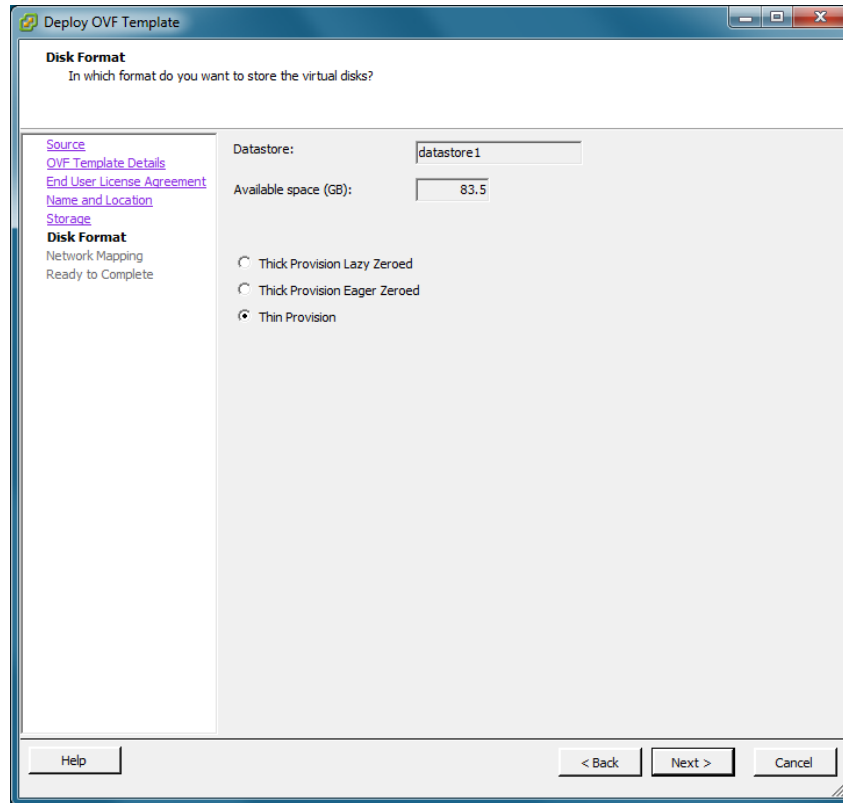 Deploy OVF Template
Disk Format
In which format do you want to store the virtual disks?
Source
OVF Template Details
End User License Agreement
Name and Location
Storage
Disk Format
Network Mapping
Ready to Complete
Datastore: datastore1
Available space (GB): 83.5
Thick Provision Lazy Zeroed
Thick Provision Eager Zeroed
Thin Provision
Help < Back Next > Cancel